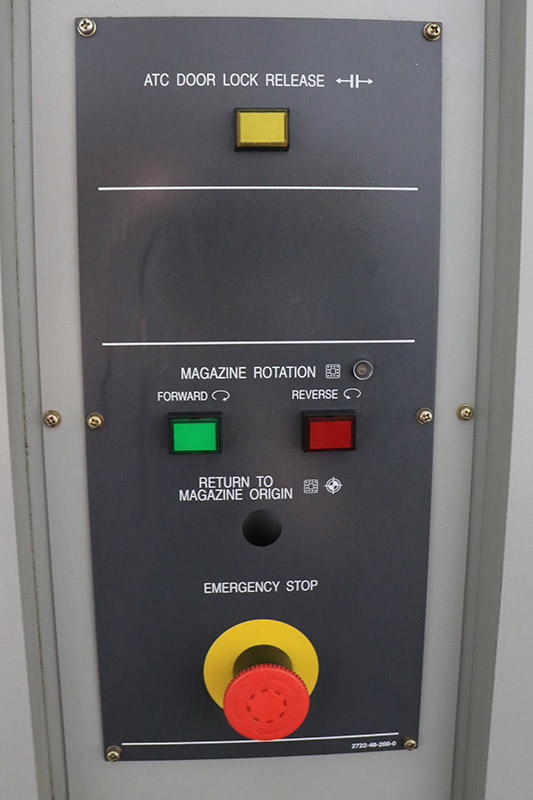 ATC DOOR LOCK RELEASE
MAGAZINE ROTATION
FORWARD
REVERSE
RETURN TO
MAGAZINE ORIGIN
EMERGENCY STOP
2722-48-200-0